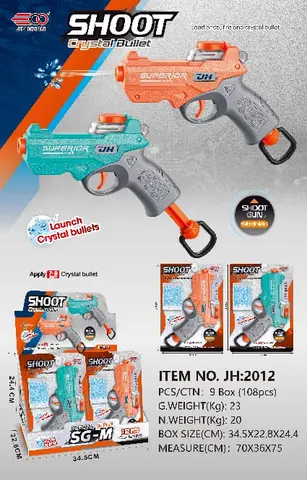 SHOOT
Crystal Bullet
SUPERIOR
JH
SUPERIOR
JH
SHOOT
GUN
Launch
Crystal bullets
Apply
Crystal bullet
SHOOT
SG-M
24.4CM
22.8CM
34.5CM
ITEM NO. JH:2012
PCS/CTN: 9 Box (108pcs)
G.WEIGHT(Kg): 23
N.WEIGHT(Kg): 20
BOX SIZE(CM): 34.5X22.8X24.4
MEASURE(CM): 70X36X75